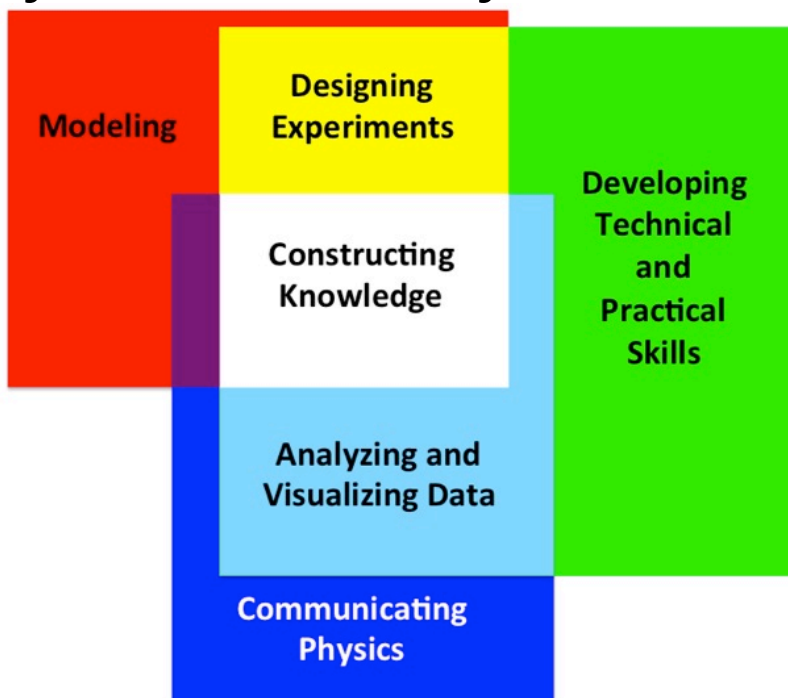 Modeling
Designing
Experiments
Developing
Technical
and
Practical
Skills
Constructing
Knowledge
Analyzing and
Visualizing Data
Communicating
Physics